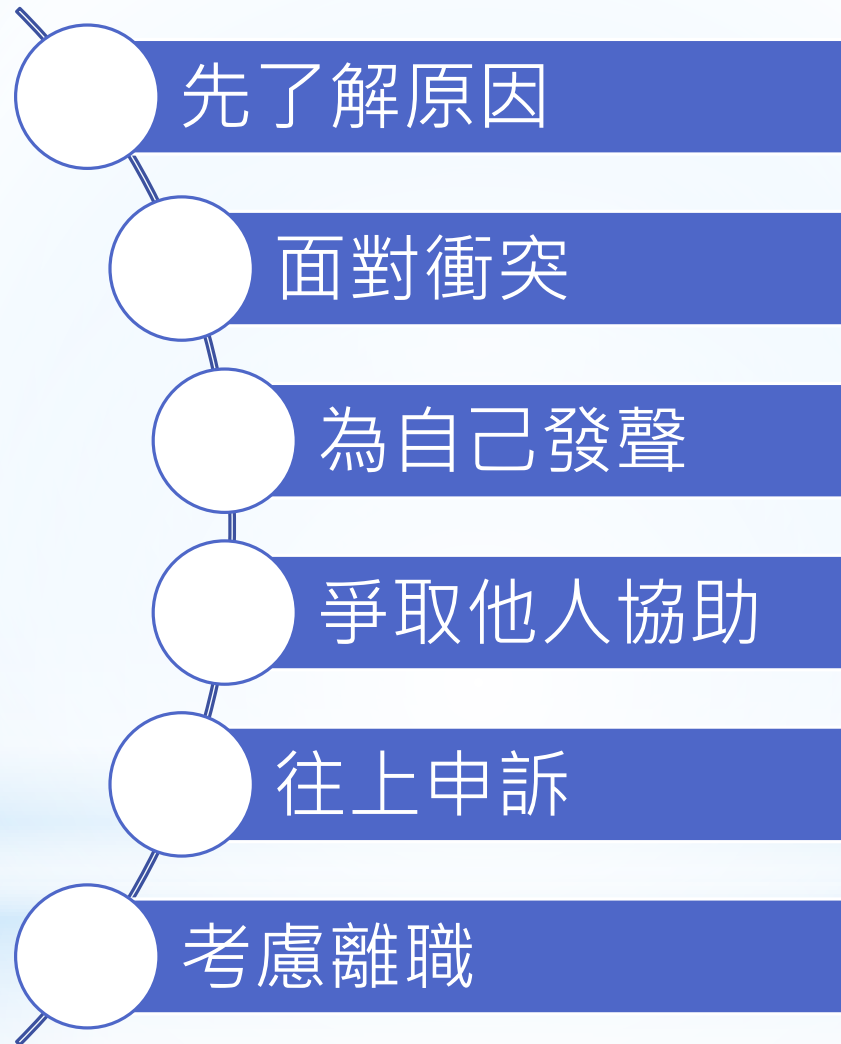 先了解原因
面對衝突
為自己發聲
爭取他人協助
往上申訴
考慮離職